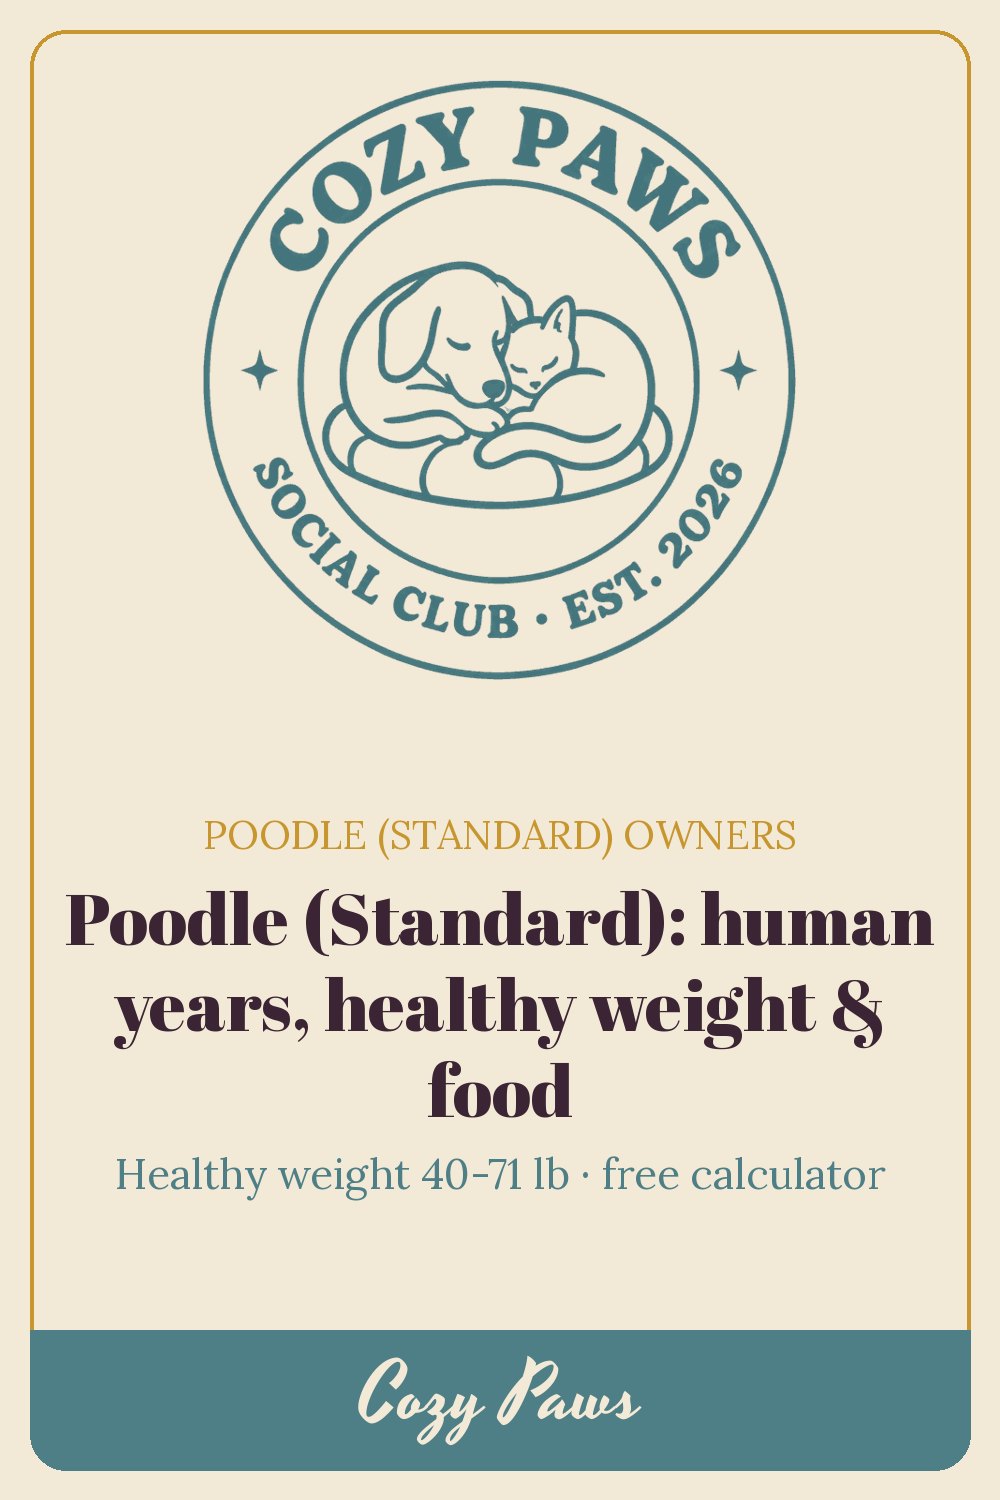 COZY PAWS
SOCIAL CLUB · EST. 2026
POODLE (STANDARD) OWNERS
Poodle (Standard): human
years, healthy weight &
food
Healthy weight 40-71 lb · free calculator
Cozy Paws